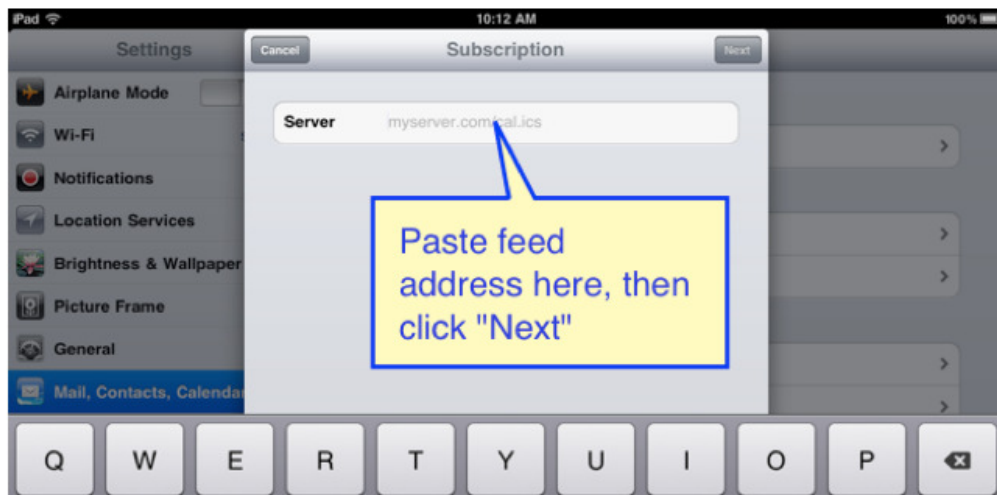 iPad 10:12 AM 100%
Settings
Cancel Subscription Next
Airplane Mode
Server myserver.com/cal.ics
Wi-Fi
Notifications
Location Services
Brightness & Wallpaper
Picture Frame
General
Mail, Contacts, Calendar
Paste feed
address here, then
click "Next"
Q W E R T Y U I O P